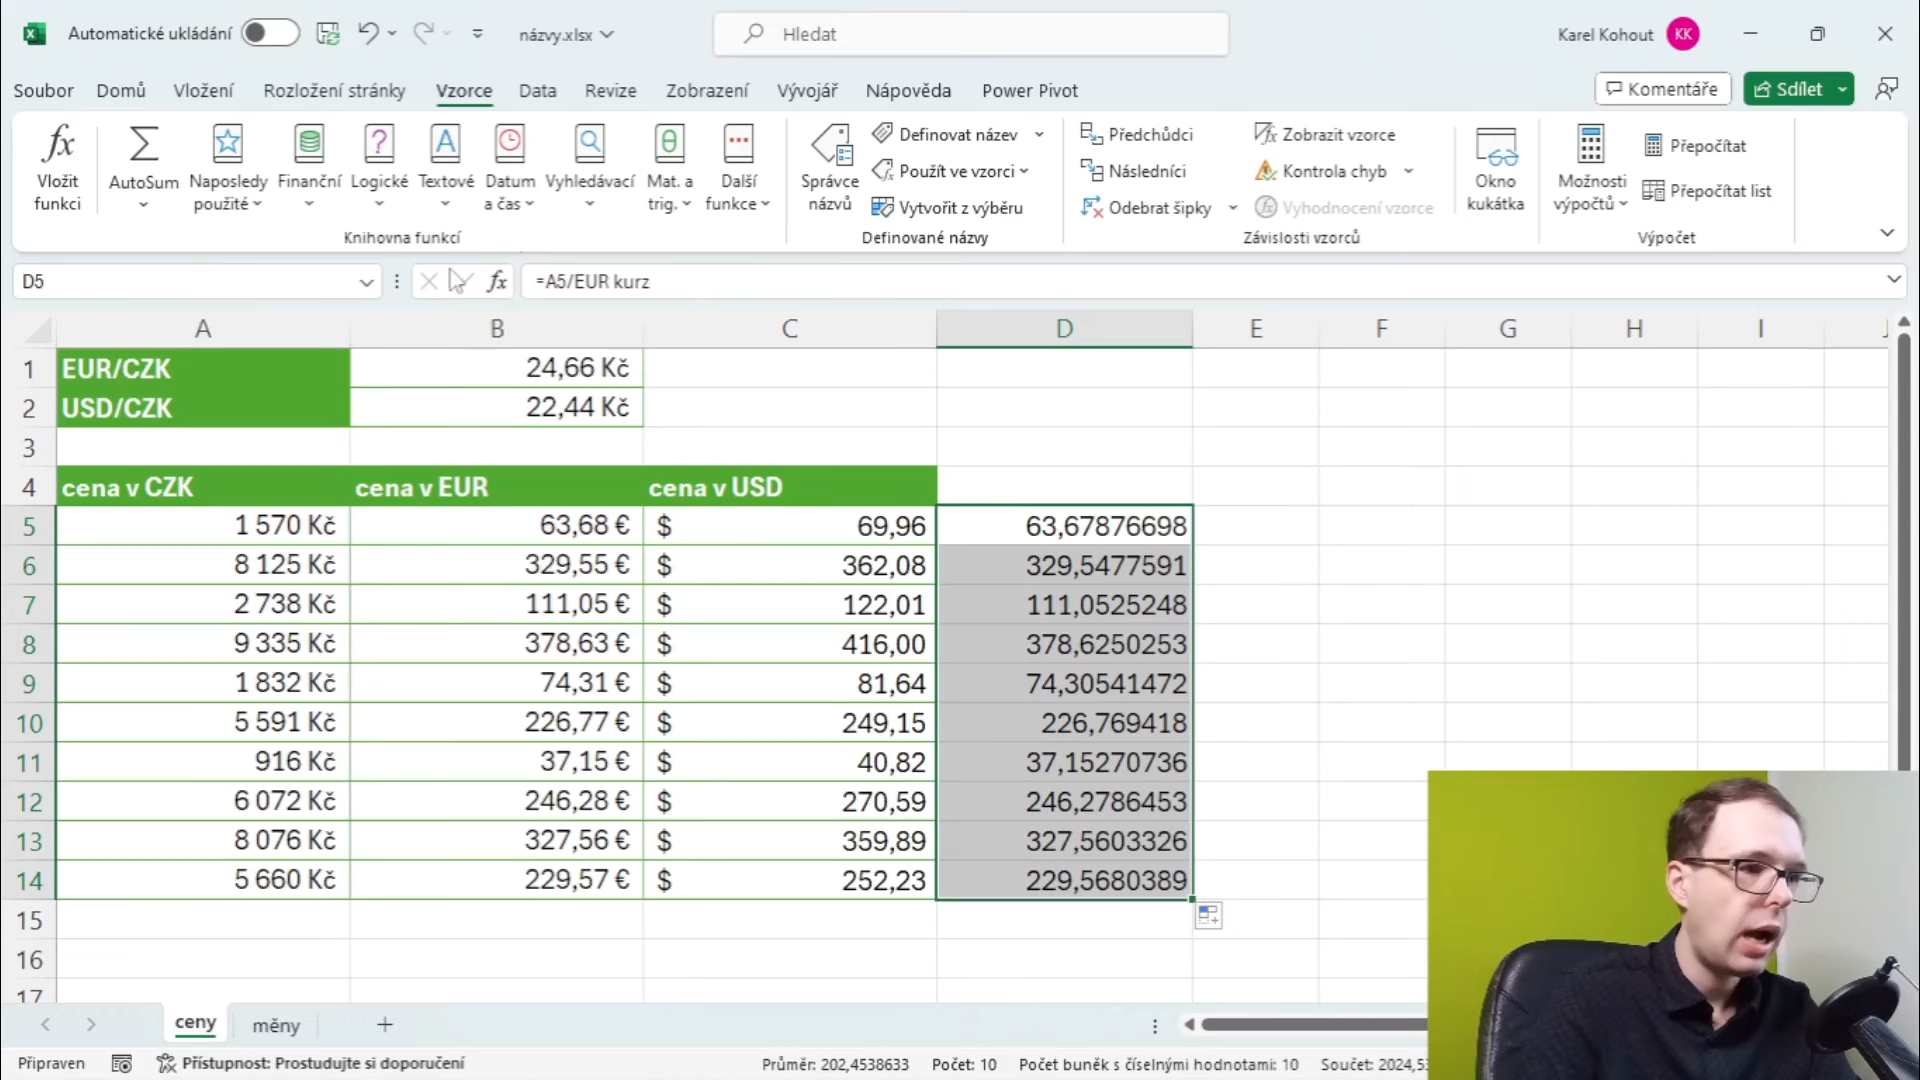 Automatické ukládání
názvy.xlsx
Hledat
Karel Kohout
KK
Soubor
Domů
Vložení
Rozložení stránky
Vzorce
Data
Revize
Zobrazení
Vývojář
Nápověda
Power Pivot
Komentáře
Sdílet
Vložit funkci
AutoSum
Naposledy použité
Finanční
Logické
Textové
Datum a čas
Vyhledávací
Mat. a trig.
Další funkce
Knihovna funkcí
Správce názvů
Definovat název
Použít ve vzorci
Vytvořit z výběru
Definované názvy
Předchůdci
Následníci
Odebrat šipky
Zobrazit vzorce
Kontrola chyb
Vyhodnocení vzorce
Závislosti vzorců
Okno kukátka
Možnosti výpočtů
Přepočítat
Přepočítat list
Výpočet
D5
fx
=A5/EUR kurz
A B C D E F G H I J
1 EUR/CZK 24,66 Kč
2 USD/CZK 22,44 Kč
3
4 cena v CZK cena v EUR cena v USD
5 1 570 Kč 63,68 € $ 69,96 63,67876698
6 8 125 Kč 329,55 € $ 362,08 329,5477591
7 2 738 Kč 111,05 € $ 122,01 111,0525248
8 9 335 Kč 378,63 € $ 416,00 378,6250253
9 1 832 Kč 74,31 € $ 81,64 74,30541472
10 5 591 Kč 226,77 € $ 249,15 226,769418
11 916 Kč 37,15 € $ 40,82 37,15270736
12 6 072 Kč 246,28 € $ 270,59 246,2786453
13 8 076 Kč 327,56 € $ 359,89 327,5603326
14 5 660 Kč 229,57 € $ 252,23 229,5680389
15
16
17
ceny
měny
Připraven
Přístupnost: Prostudujte si doporučení
Průměr: 202,4538633
Počet: 10
Počet buněk s číselnými hodnotami: 10
Součet: 2024,53